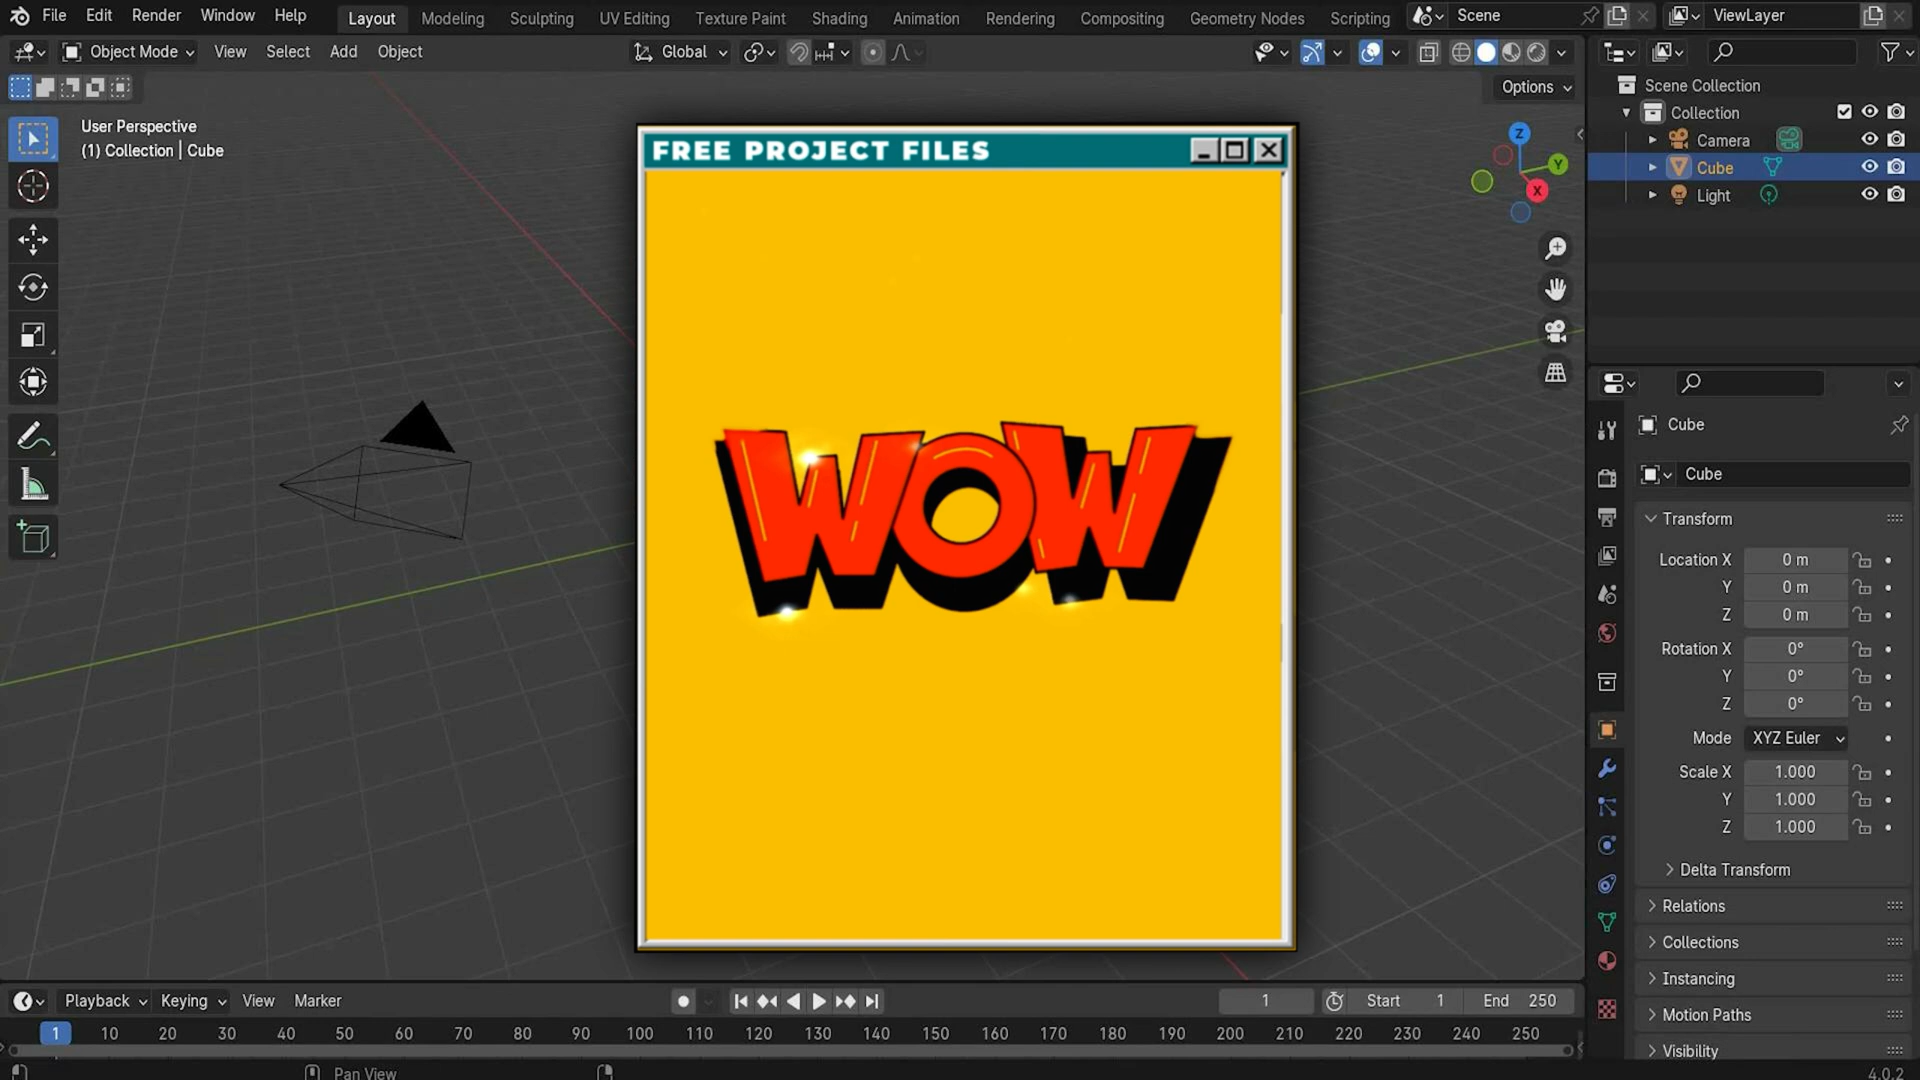 File Edit Render Window Help Layout Modeling Sculpting UV Editing Texture Paint Shading Animation Rendering Compositing Geometry Nodes Scripting Scene ViewLayer
Object Mode View Select Add Object Global
Options
User Perspective
(1) Collection | Cube
FREE PROJECT FILES
WOW
Z
Y
X
Scene Collection
Collection
Camera
Cube
Light
Cube
Cube
Transform
Location X 0 m
Y 0 m
Z 0 m
Rotation X 0°
Y 0°
Z 0°
Mode XYZ Euler
Scale X 1.000
Y 1.000
Z 1.000
Delta Transform
Relations
Collections
Instancing
Motion Paths
Visibility
Playback Keying View Marker 1 Start 1 End 250
1 10 20 30 40 50 60 70 80 90 100 110 120 130 140 150 160 170 180 190 200 210 220 230 240 250
Pan View
4.0.2